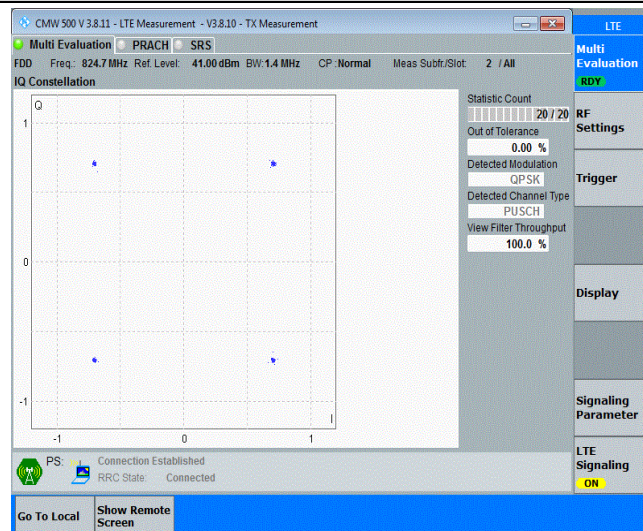 CMW 500 V 3.8.11 - LTE Measurement - V3.8.10 - TX Measurement
LTE
Multi Evaluation PRACH SRS
Multi
Evaluation
RDY
FDD Freq.: 824.7 MHz Ref. Level: 41.00 dBm BW: 1.4 MHz CP: Normal Meas Subfr./Slot: 2 / All
IQ Constellation
Q
1
0
-1
-1
0
1
I
Statistic Count
20 / 20
Out of Tolerance
0.00 %
Detected Modulation
QPSK
Detected Channel Type
PUSCH
View Filter Throughput
100.0 %
RF
Settings
Trigger
Display
Signaling
Parameter
LTE
Signaling
ON
PS: Connection Established
RRC State: Connected
Go To Local
Show Remote
Screen